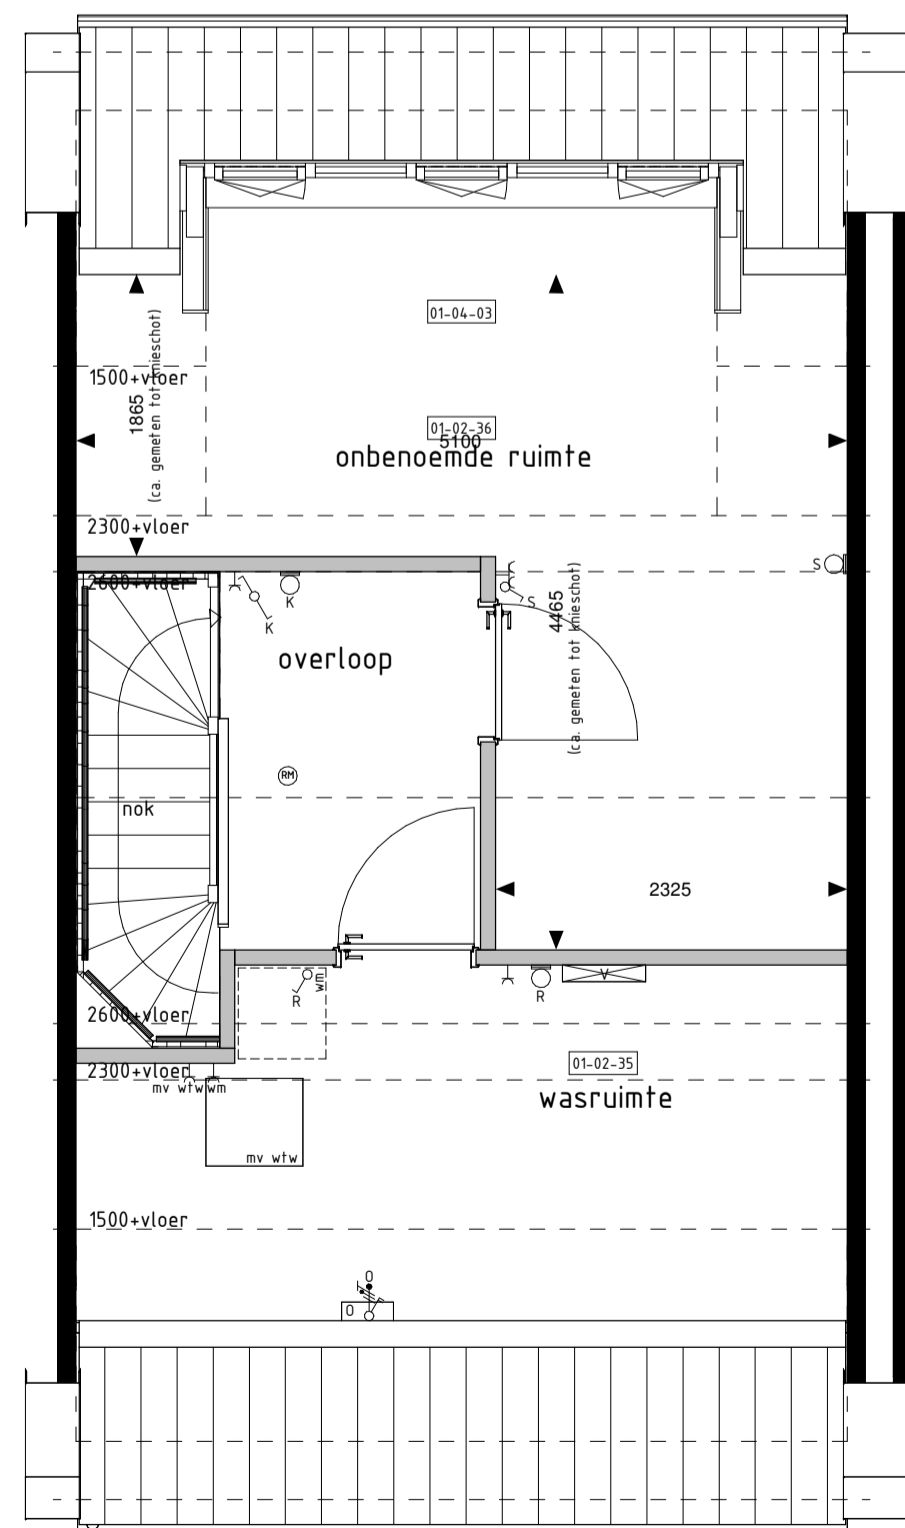 01-04-03
1500+vloer
1865
(ca. gemeten tot knieschot)
01-02-36
5100
onbenoemde ruimte
2300+vloer
2600+vloer
K
K
S
S
4465
(ca. gemeten tot knieschot)
overloop
RM
nok
2325
R
wm
R
V
2600+vloer
2300+vloer
01-02-35
mv wtw
wm
wasruimte
mv wtw
1500+vloer
O
O